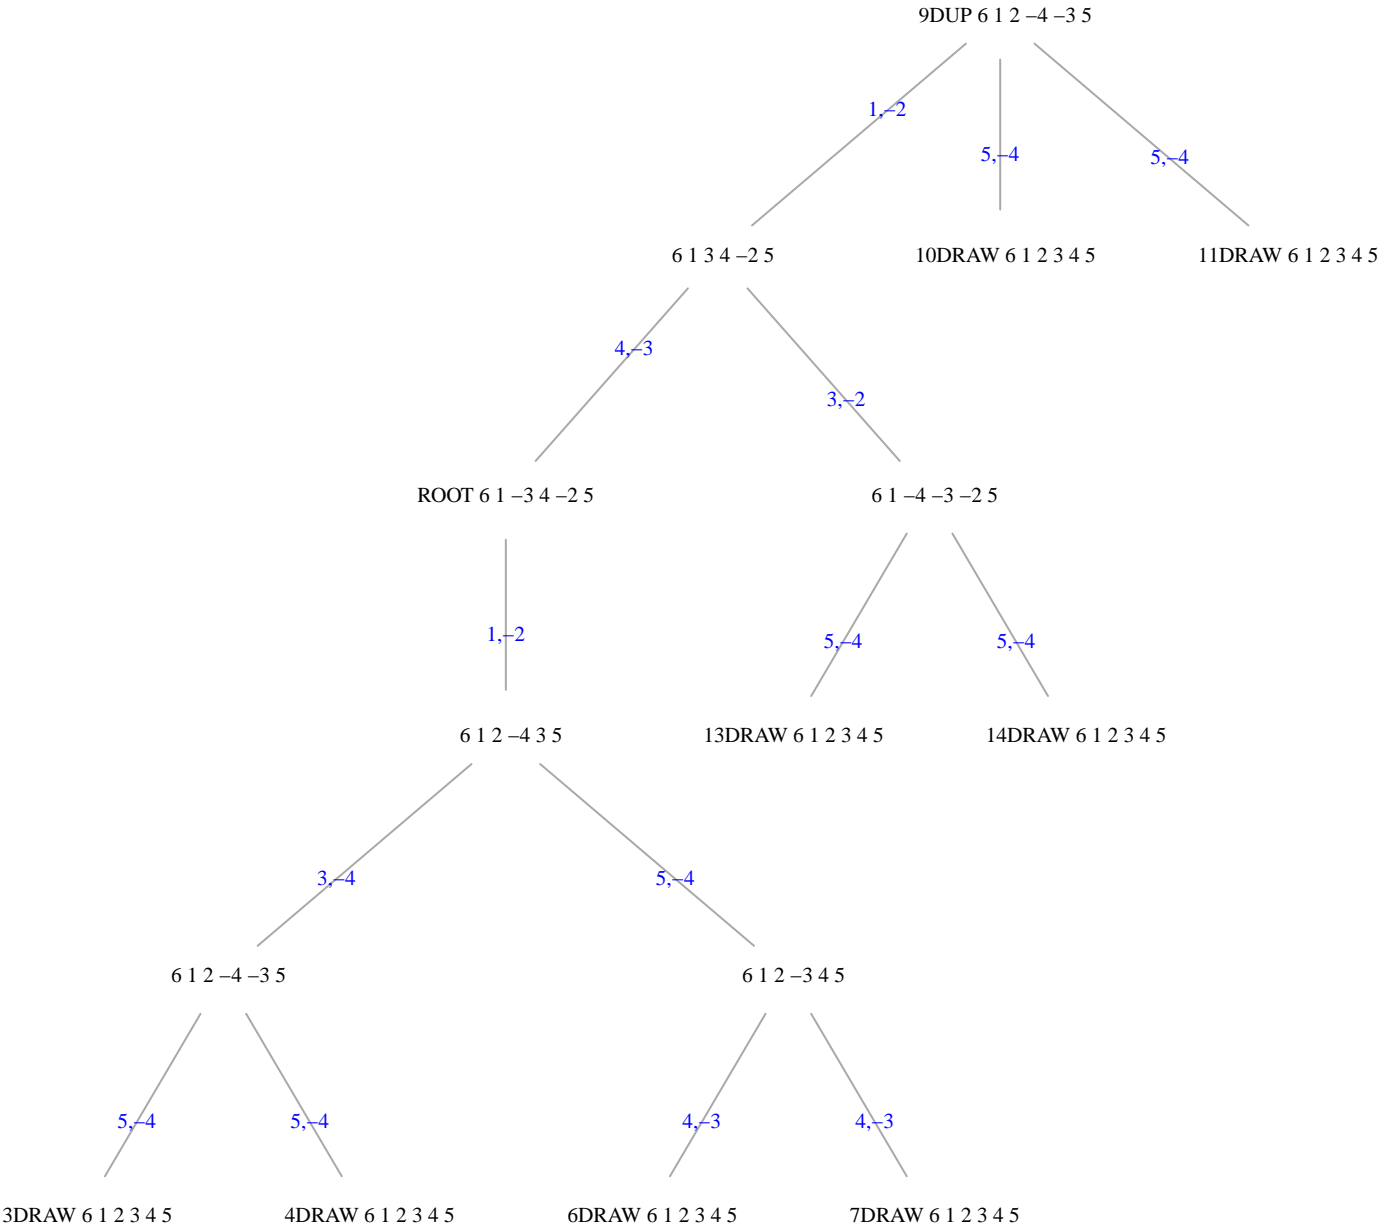 9DUP 6 1 2 –4 –3 5
1,–2
5,–4
5,–4
6 1 3 4 –2 5
10DRAW 6 1 2 3 4 5
11DRAW 6 1 2 3 4 5
4,–3
3,–2
ROOT 6 1 –3 4 –2 5
6 1 –4 –3 –2 5
1,–2
5,–4
5,–4
6 1 2 –4 3 5
13DRAW 6 1 2 3 4 5
14DRAW 6 1 2 3 4 5
3,–4
5,–4
6 1 2 –4 –3 5
6 1 2 –3 4 5
5,–4
5,–4
4,–3
4,–3
3DRAW 6 1 2 3 4 5
4DRAW 6 1 2 3 4 5
6DRAW 6 1 2 3 4 5
7DRAW 6 1 2 3 4 5